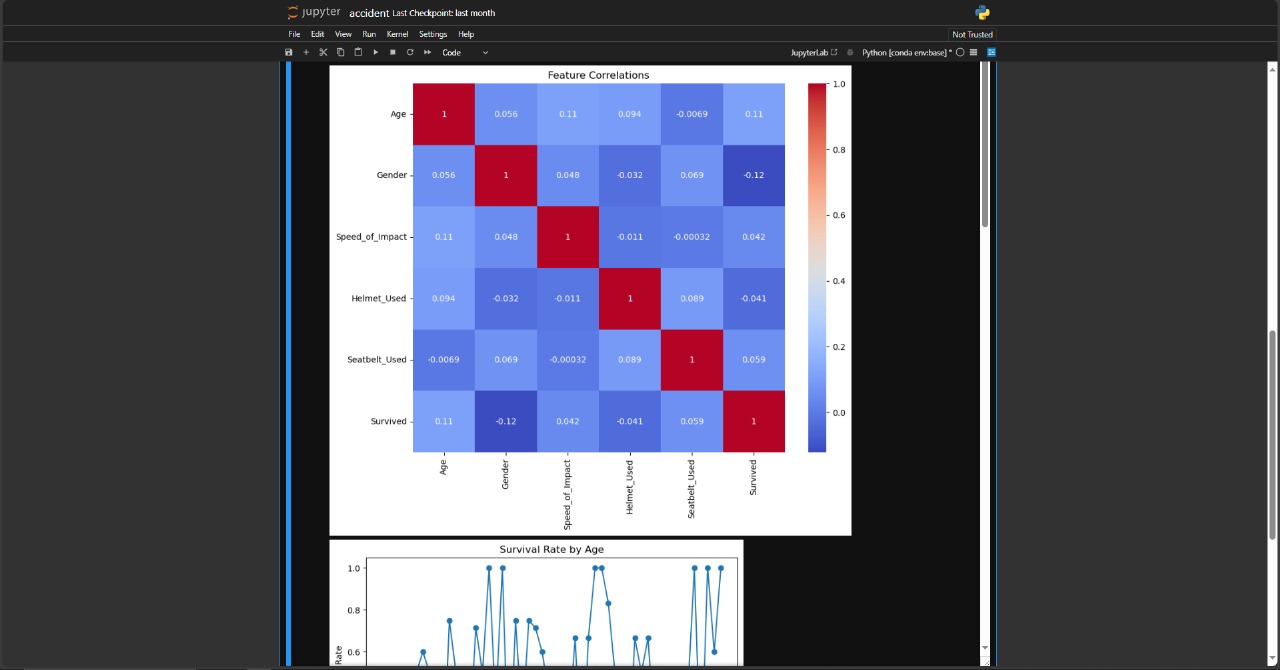 jupyter accident Last Checkpoint: last month
File Edit View Run Kernel Settings Help Not Trusted
Code JupyterLab Python [conda env:base] *
Feature Correlations
Age 1 0.056 0.11 0.094 -0.0069 0.11
Gender 0.056 1 0.048 -0.032 0.069 -0.12
Speed_of_Impact 0.11 0.048 1 -0.011 -0.00032 0.042
Helmet_Used 0.094 -0.032 -0.011 1 0.089 -0.041
Seatbelt_Used -0.0069 0.069 -0.00032 0.089 1 0.059
Survived 0.11 -0.12 0.042 -0.041 0.059 1
Age Gender Speed_of_Impact Helmet_Used Seatbelt_Used Survived
1.0
0.8
0.6
0.4
0.2
0.0
Survival Rate by Age
1.0
0.8
0.6
Rate